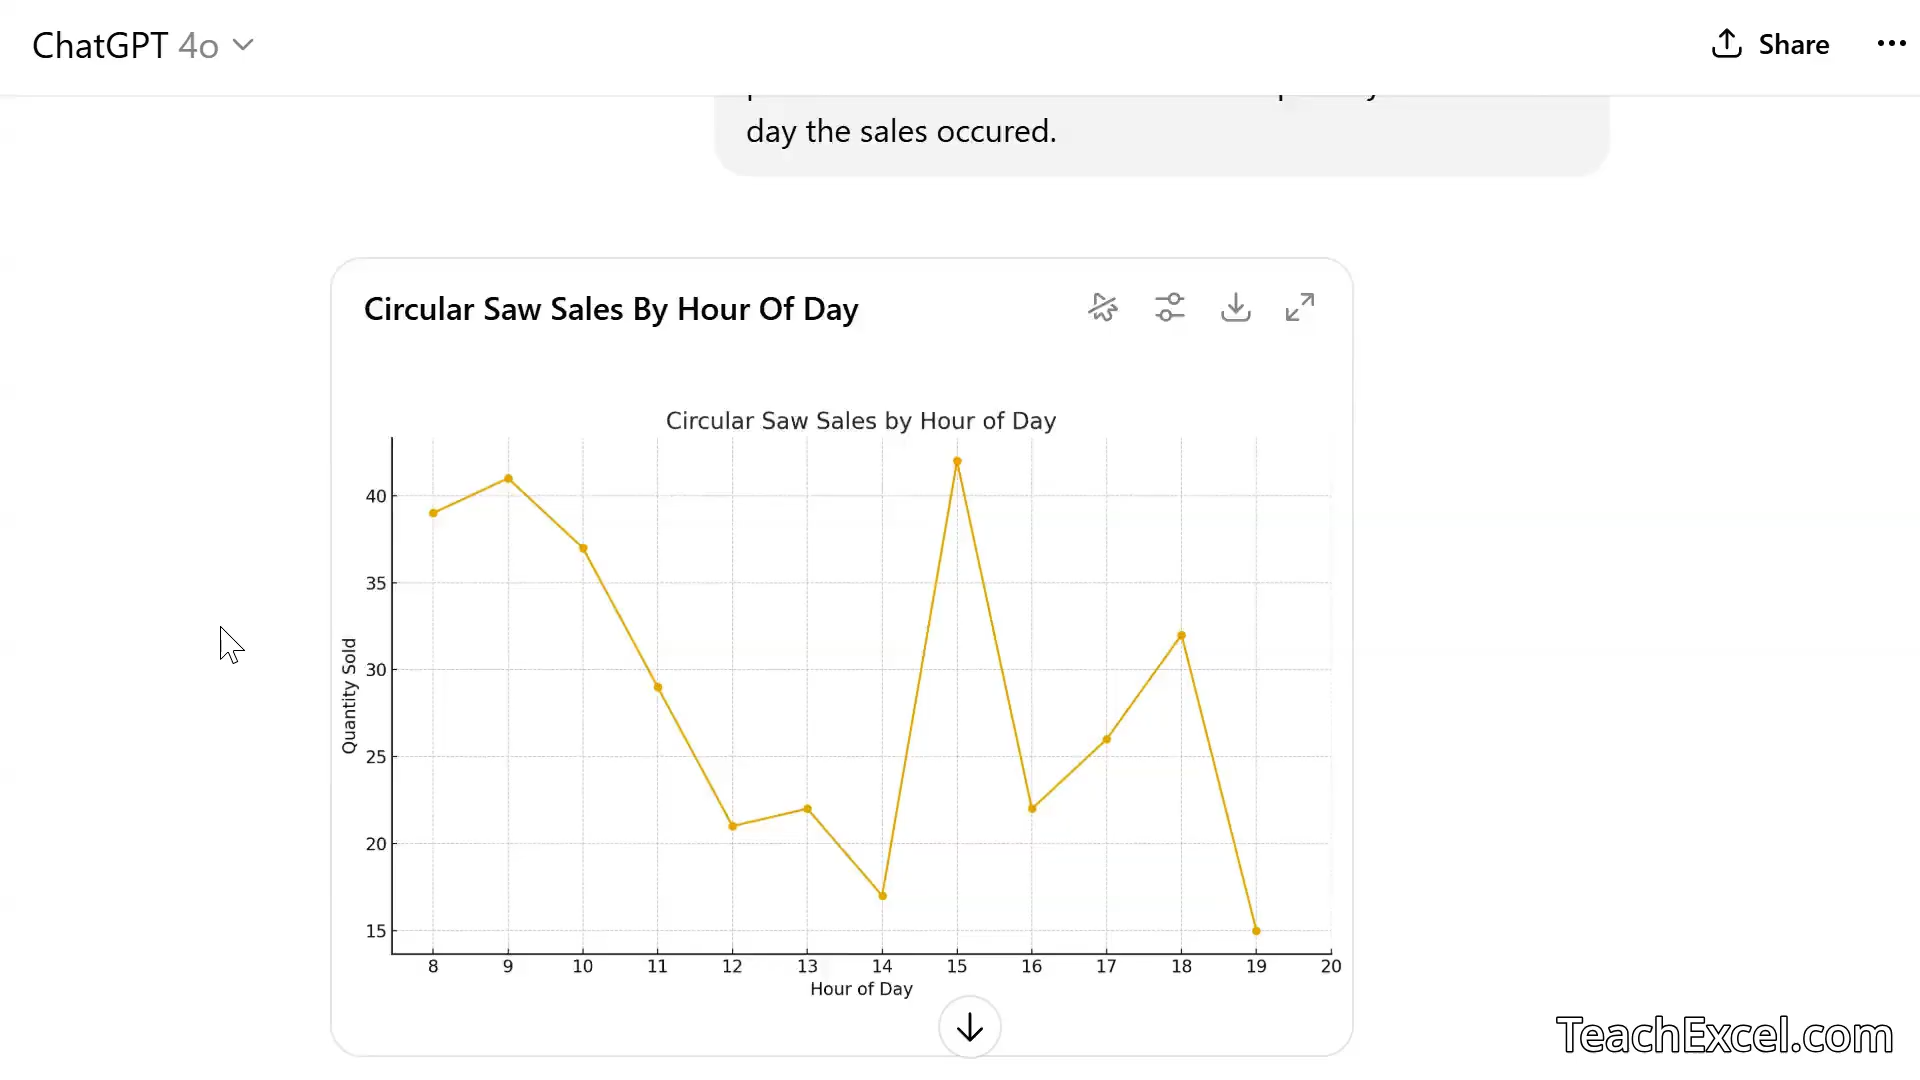 ChatGPT 4o
Share
day the sales occured.
Circular Saw Sales By Hour Of Day
Circular Saw Sales by Hour of Day
40
35
30
25
20
15
Quantity Sold
8 9 10 11 12 13 14 15 16 17 18 19 20
Hour of Day
TeachExcel.com